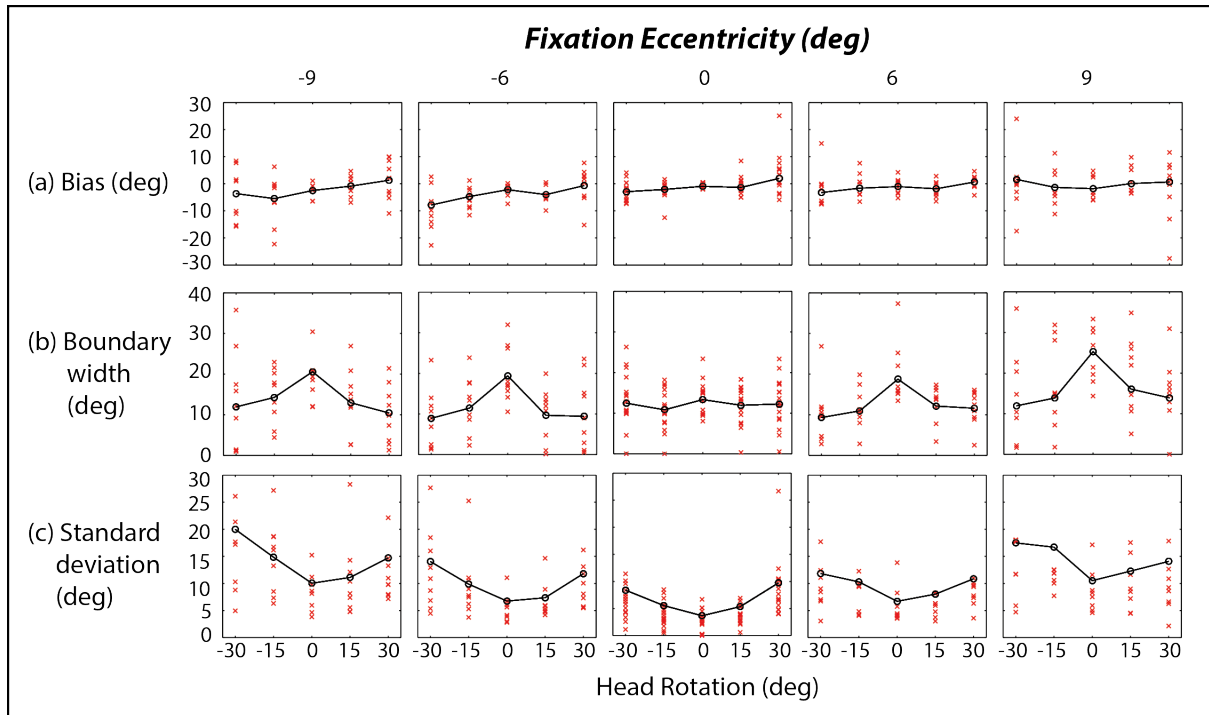 Fixation Eccentricity (deg)
-9 -6 0 6 9
30
20
10
(a) Bias (deg) 0
-10
-20
-30
40
(b) Boundary 30
width 20
(deg) 10
0
30
25
(c) Standard 20
deviation 15
(deg) 10
5
0
-30 -15 0 15 30 -30 -15 0 15 30 -30 -15 0 15 30 -30 -15 0 15 30 -30 -15 0 15 30
Head Rotation (deg)